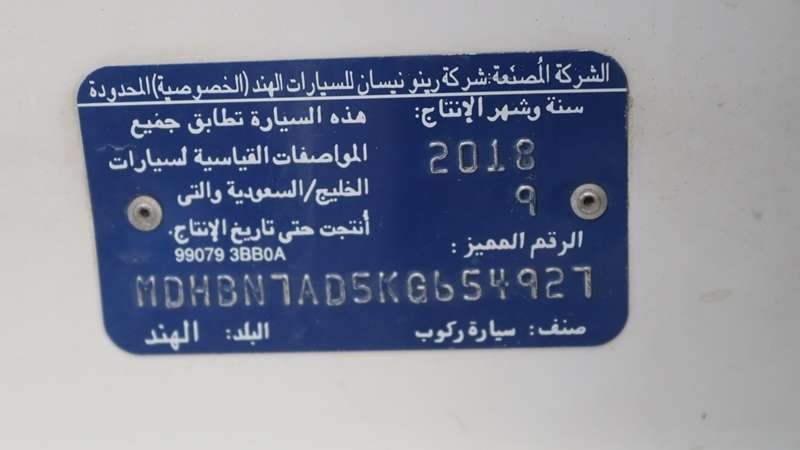 الشركة المُصنّعة: شركة رينو نيسان للسيارات الهند (الخصوصية) المحدودة
سنة وشهر الإنتاج:
2018
9
هذه السيارة تطابق جميع
المواصفات القياسية لسيارات
الخليج/السعودية والتى
أنتجت حتى تاريخ الإنتاج.
99079 3BB0A
الرقم المميز :
MDHBN7AD5KG654927
صنف : سيارة ركوب
البلد: الهند